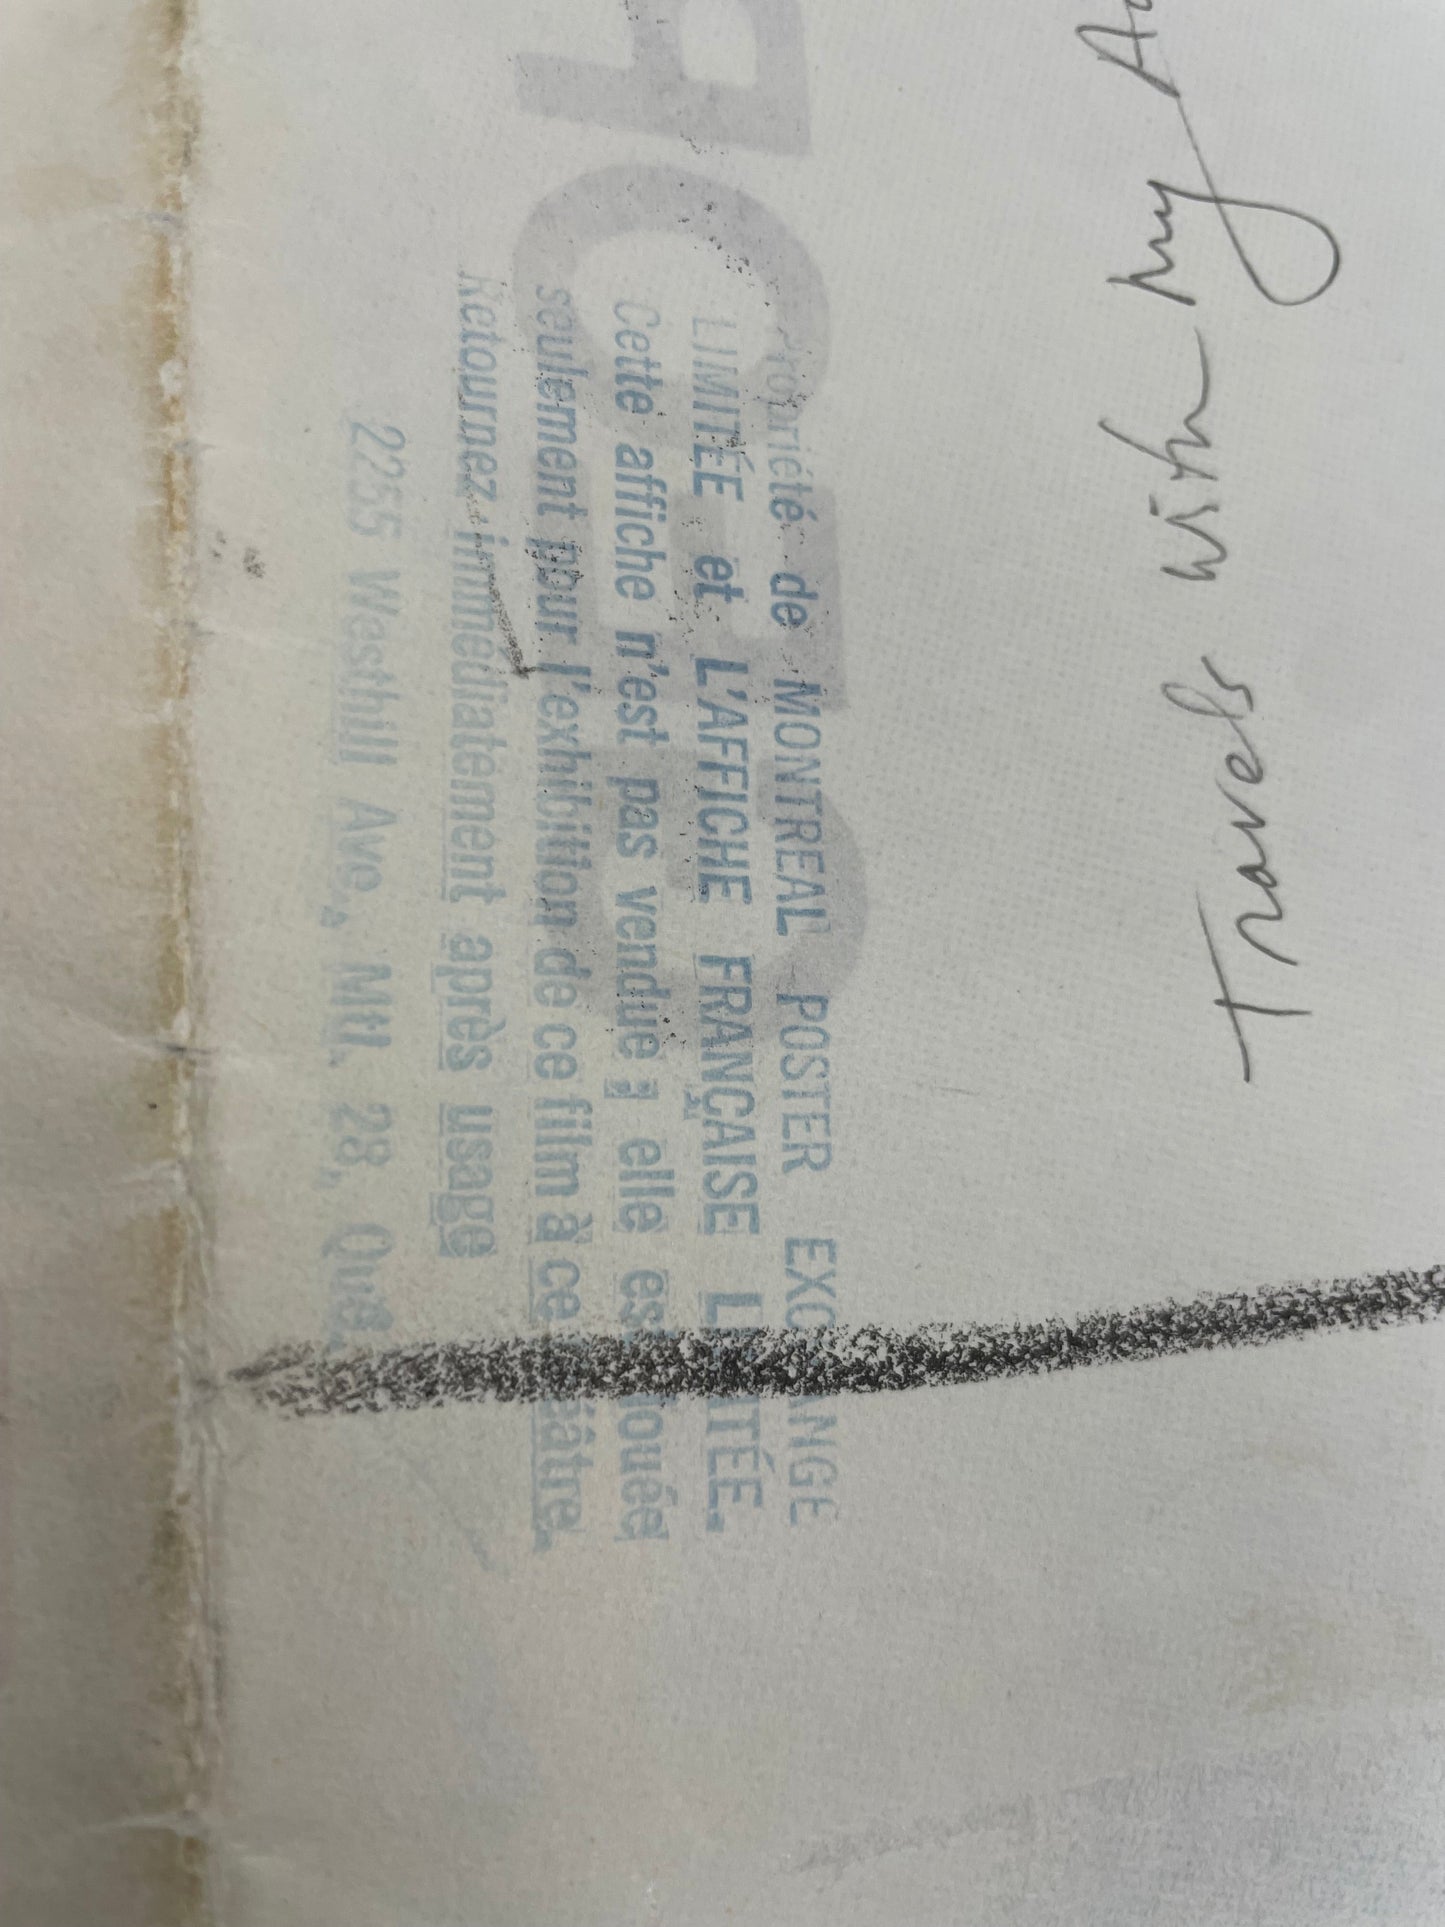 Propriété de MONTREAL POSTER EXCHANGE
LIMITÉE et L'AFFICHE FRANÇAISE LIMITÉE.
Cette affiche n'est pas vendue; elle est louée
seulement pour l'exhibition de ce film à ce théâtre.
Retournez immédiatement après usage
2255 Westhill Ave., Mtl. 28, Que.
Travels with my